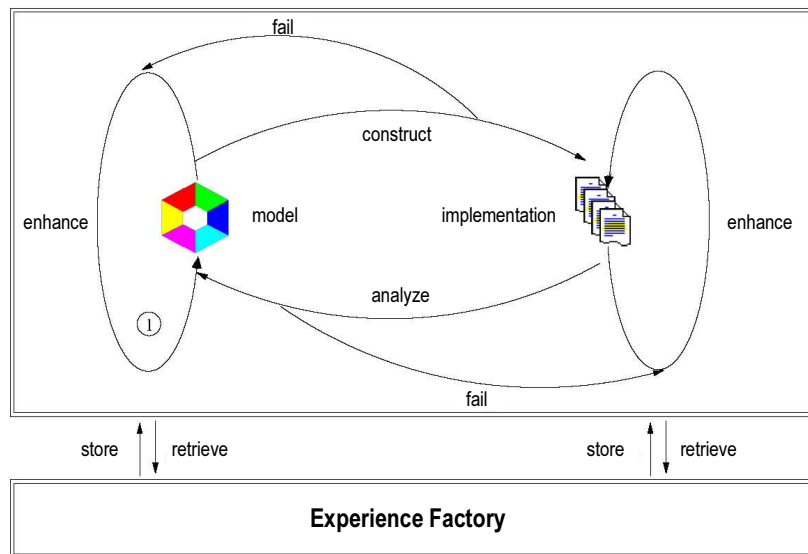 fail
construct
enhance
model
implementation
enhance
analyze
1
fail
store
retrieve
store
retrieve
Experience Factory